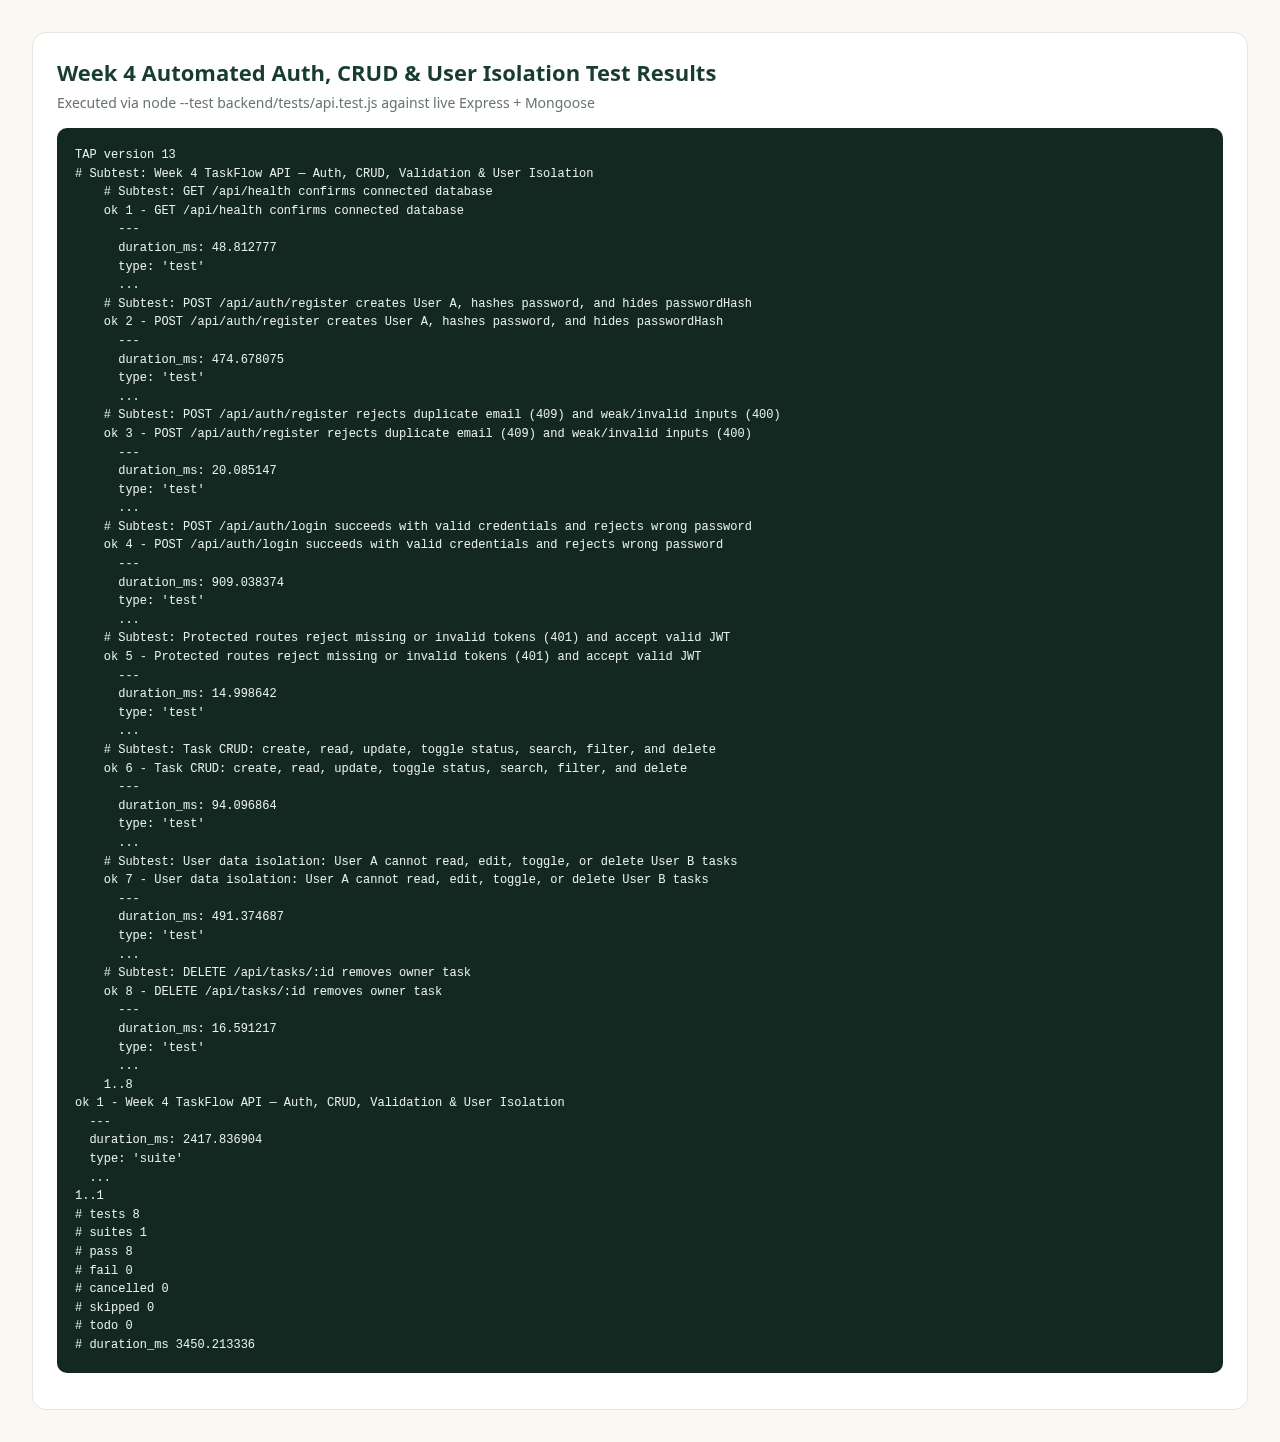 Week 4 Automated Auth, CRUD & User Isolation Test Results
Executed via node --test backend/tests/api.test.js against live Express + Mongoose
TAP version 13
# Subtest: Week 4 TaskFlow API — Auth, CRUD, Validation & User Isolation
    # Subtest: GET /api/health confirms connected database
    ok 1 - GET /api/health confirms connected database
      ---
      duration_ms: 48.812777
      type: 'test'
      ...
    # Subtest: POST /api/auth/register creates User A, hashes password, and hides passwordHash
    ok 2 - POST /api/auth/register creates User A, hashes password, and hides passwordHash
      ---
      duration_ms: 474.678075
      type: 'test'
      ...
    # Subtest: POST /api/auth/register rejects duplicate email (409) and weak/invalid inputs (400)
    ok 3 - POST /api/auth/register rejects duplicate email (409) and weak/invalid inputs (400)
      ---
      duration_ms: 20.085147
      type: 'test'
      ...
    # Subtest: POST /api/auth/login succeeds with valid credentials and rejects wrong password
    ok 4 - POST /api/auth/login succeeds with valid credentials and rejects wrong password
      ---
      duration_ms: 909.038374
      type: 'test'
      ...
    # Subtest: Protected routes reject missing or invalid tokens (401) and accept valid JWT
    ok 5 - Protected routes reject missing or invalid tokens (401) and accept valid JWT
      ---
      duration_ms: 14.998642
      type: 'test'
      ...
    # Subtest: Task CRUD: create, read, update, toggle status, search, filter, and delete
    ok 6 - Task CRUD: create, read, update, toggle status, search, filter, and delete
      ---
      duration_ms: 94.096864
      type: 'test'
      ...
    # Subtest: User data isolation: User A cannot read, edit, toggle, or delete User B tasks
    ok 7 - User data isolation: User A cannot read, edit, toggle, or delete User B tasks
      ---
      duration_ms: 491.374687
      type: 'test'
      ...
    # Subtest: DELETE /api/tasks/:id removes owner task
    ok 8 - DELETE /api/tasks/:id removes owner task
      ---
      duration_ms: 16.591217
      type: 'test'
      ...
    1..8
ok 1 - Week 4 TaskFlow API — Auth, CRUD, Validation & User Isolation
  ---
  duration_ms: 2417.836904
  type: 'suite'
  ...
1..1
# tests 8
# suites 1
# pass 8
# fail 0
# cancelled 0
# skipped 0
# todo 0
# duration_ms 3450.213336